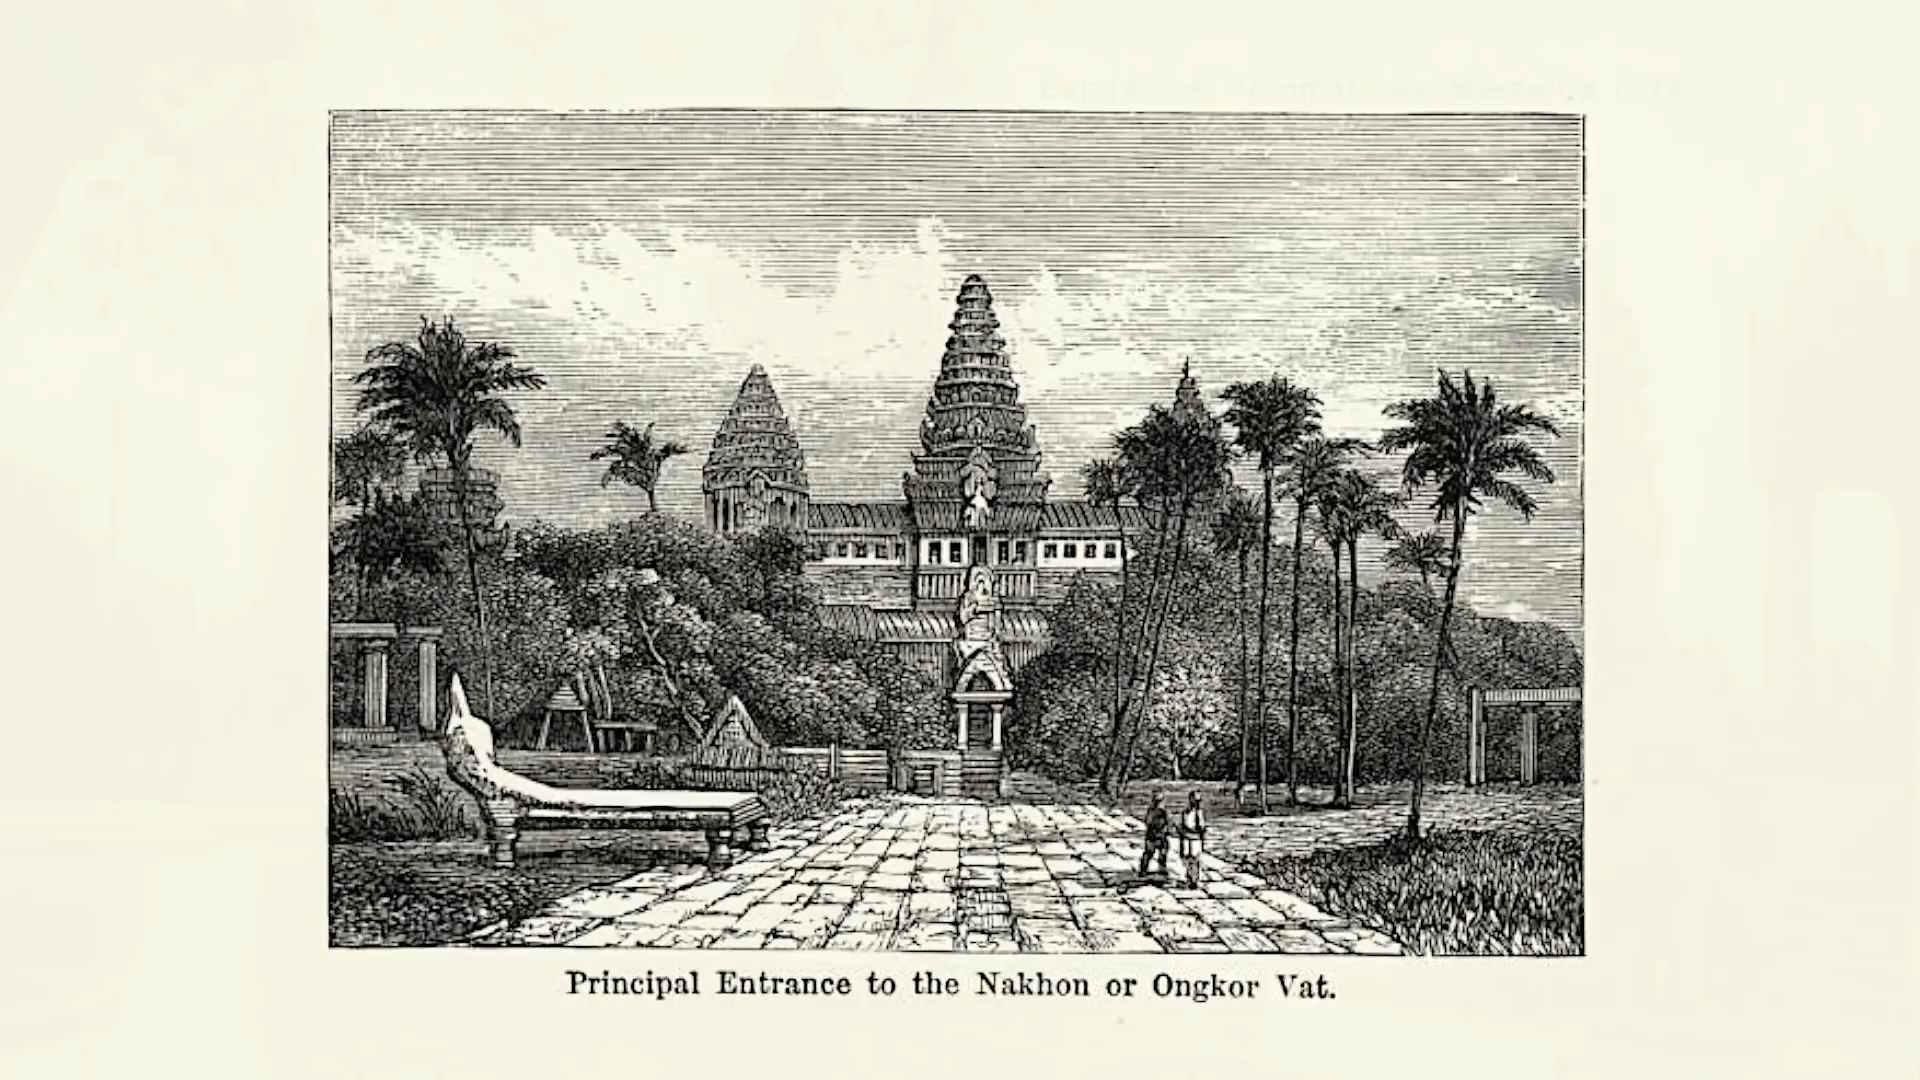 Principal Entrance to the Nakhon or Ongkor Vat.